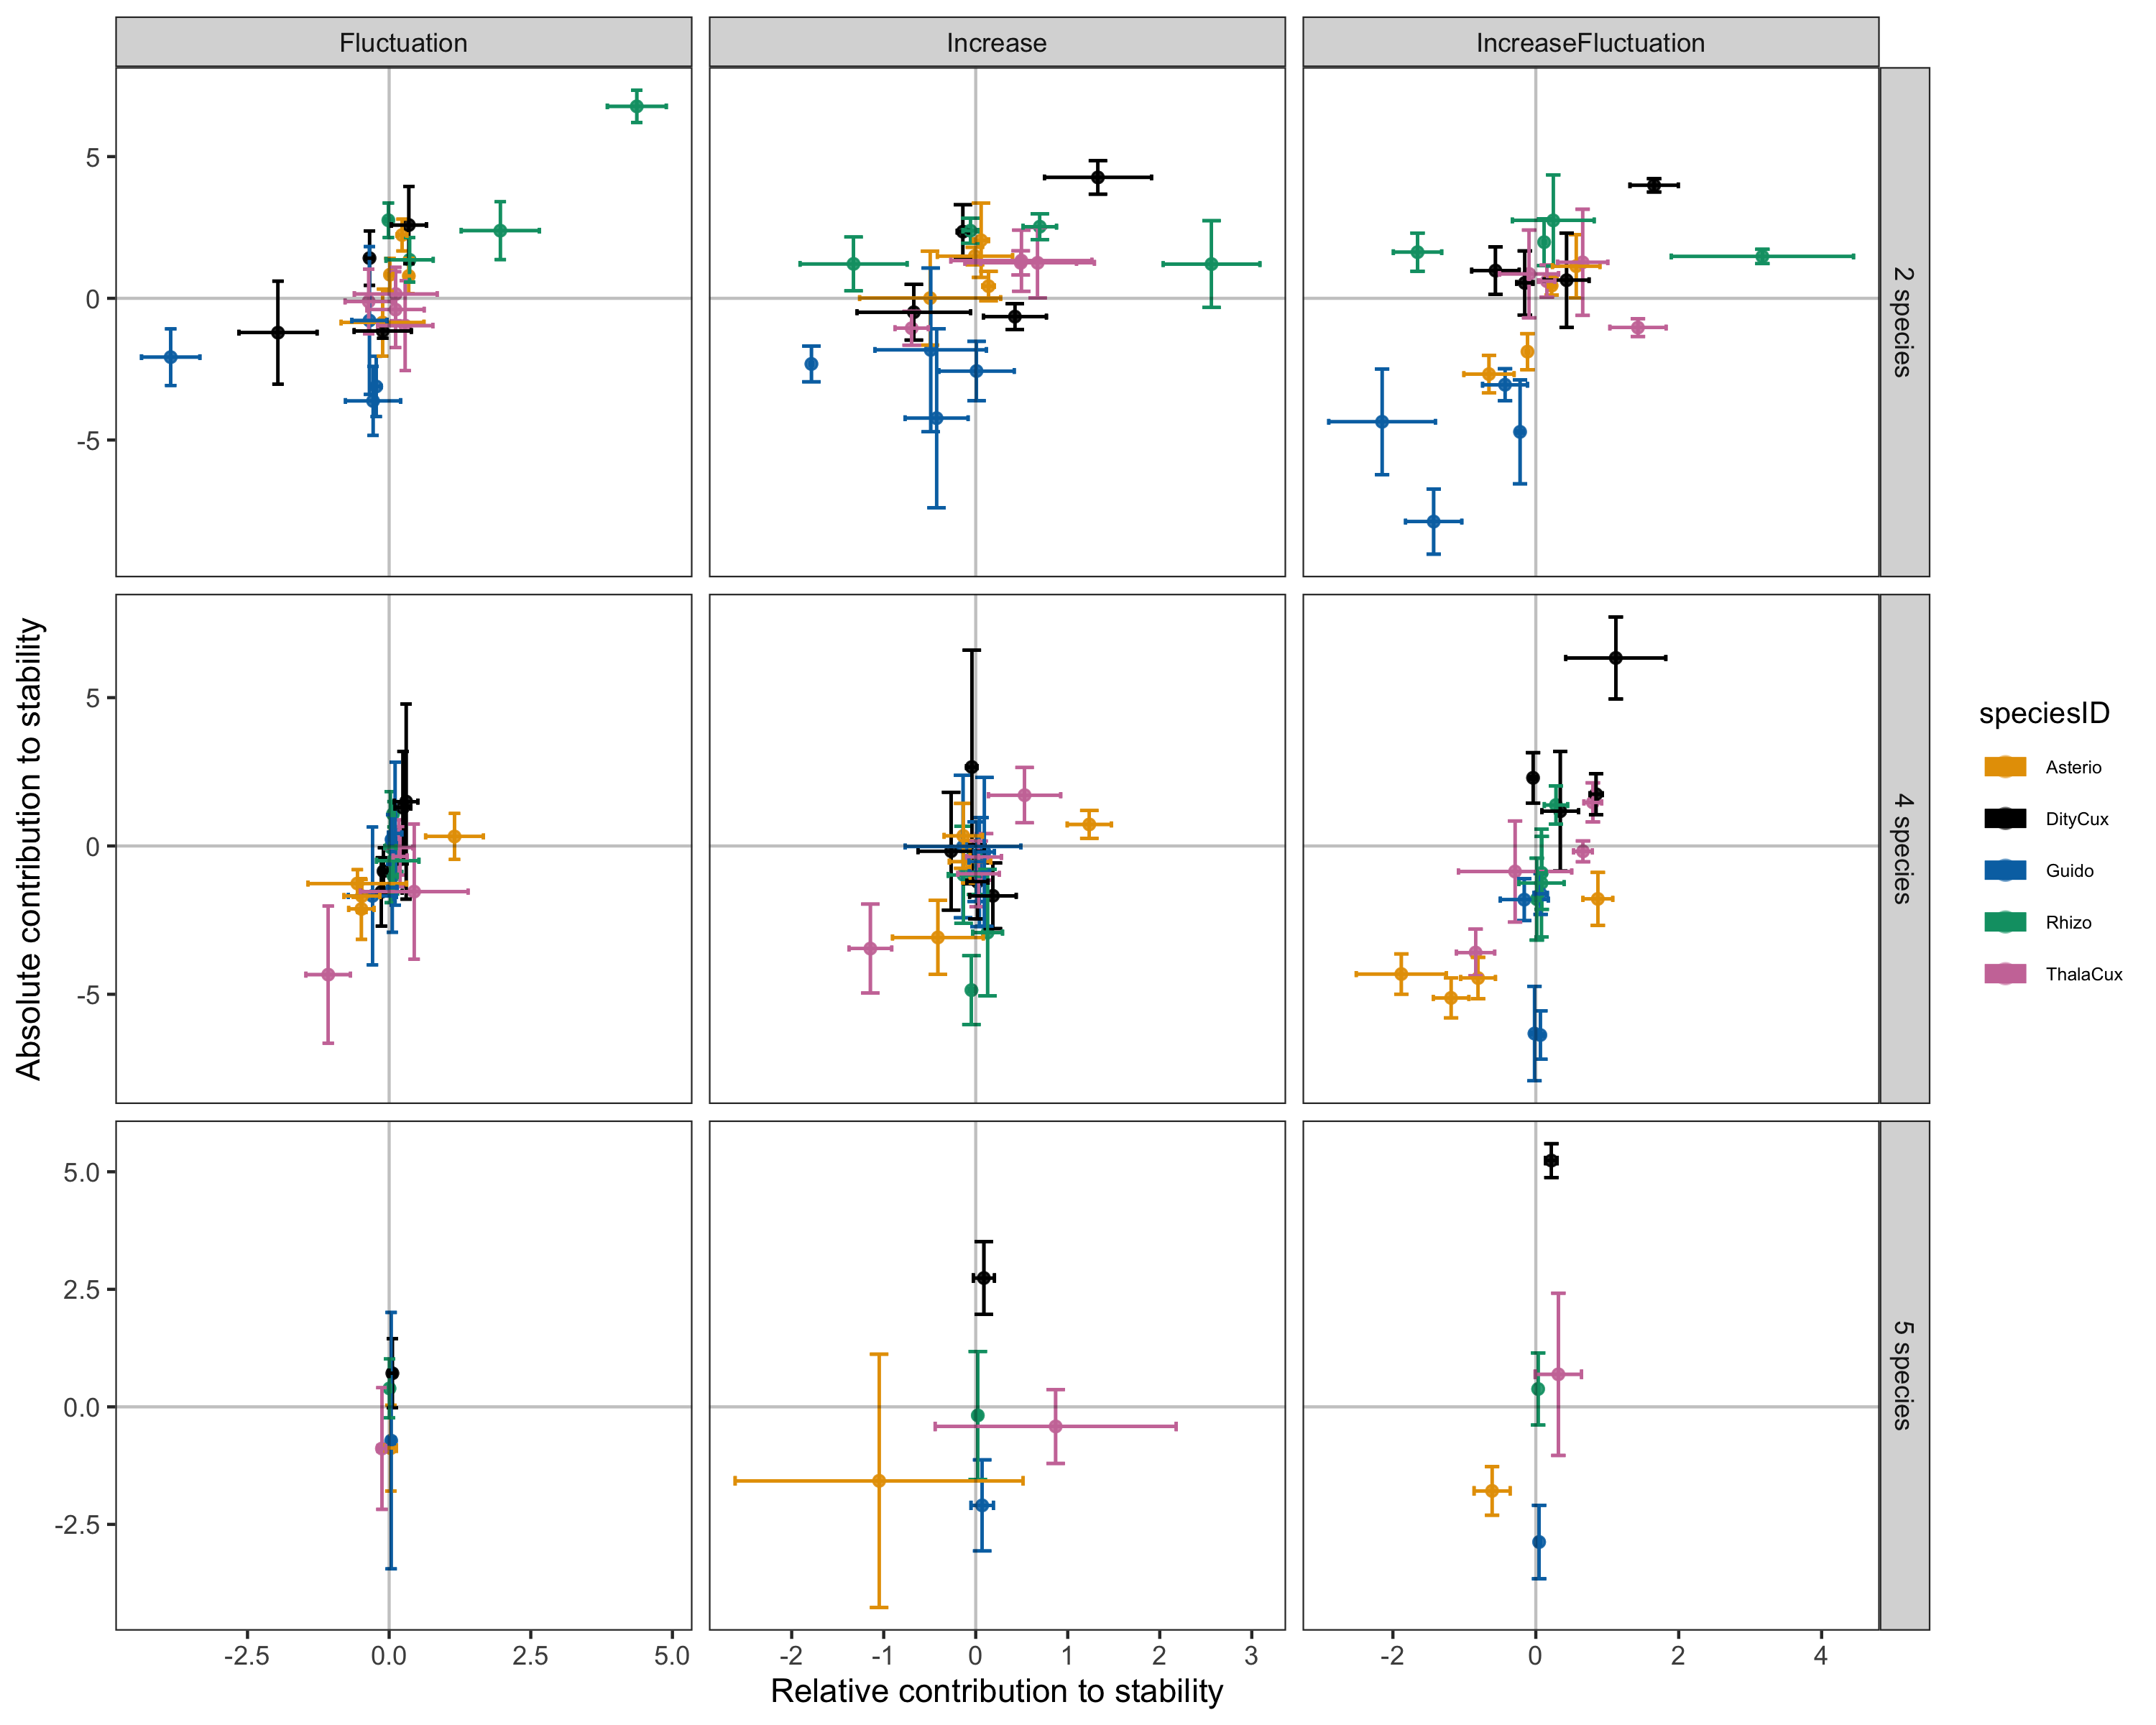 Fluctuation
Increase
IncreaseFluctuation
5
0
-5
2 species
5
0
-5
4 species
5.0
2.5
0.0
-2.5
5 species
-2.5
0.0
2.5
5.0
-2
-1
0
1
2
3
-2
0
2
4
Relative contribution to stability
Absolute contribution to stability
speciesID
Asterio
DityCux
Guido
Rhizo
ThalaCux